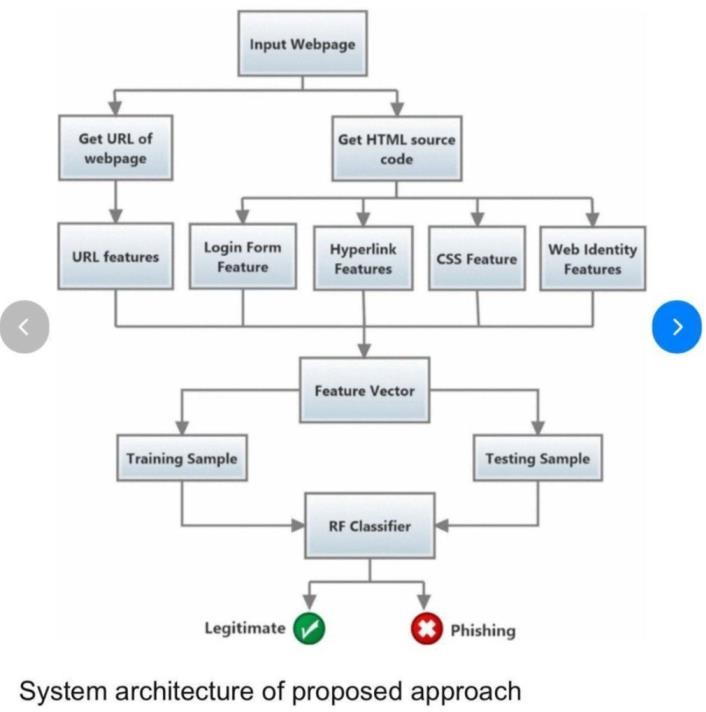 Input Webpage
Get URL of
webpage
Get HTML source
code
URL features
Login Form
Feature
Hyperlink
Features
CSS Feature
Web Identity
Features
Feature Vector
Training Sample
Testing Sample
RF Classifier
Legitimate
Phishing
System architecture of proposed approach